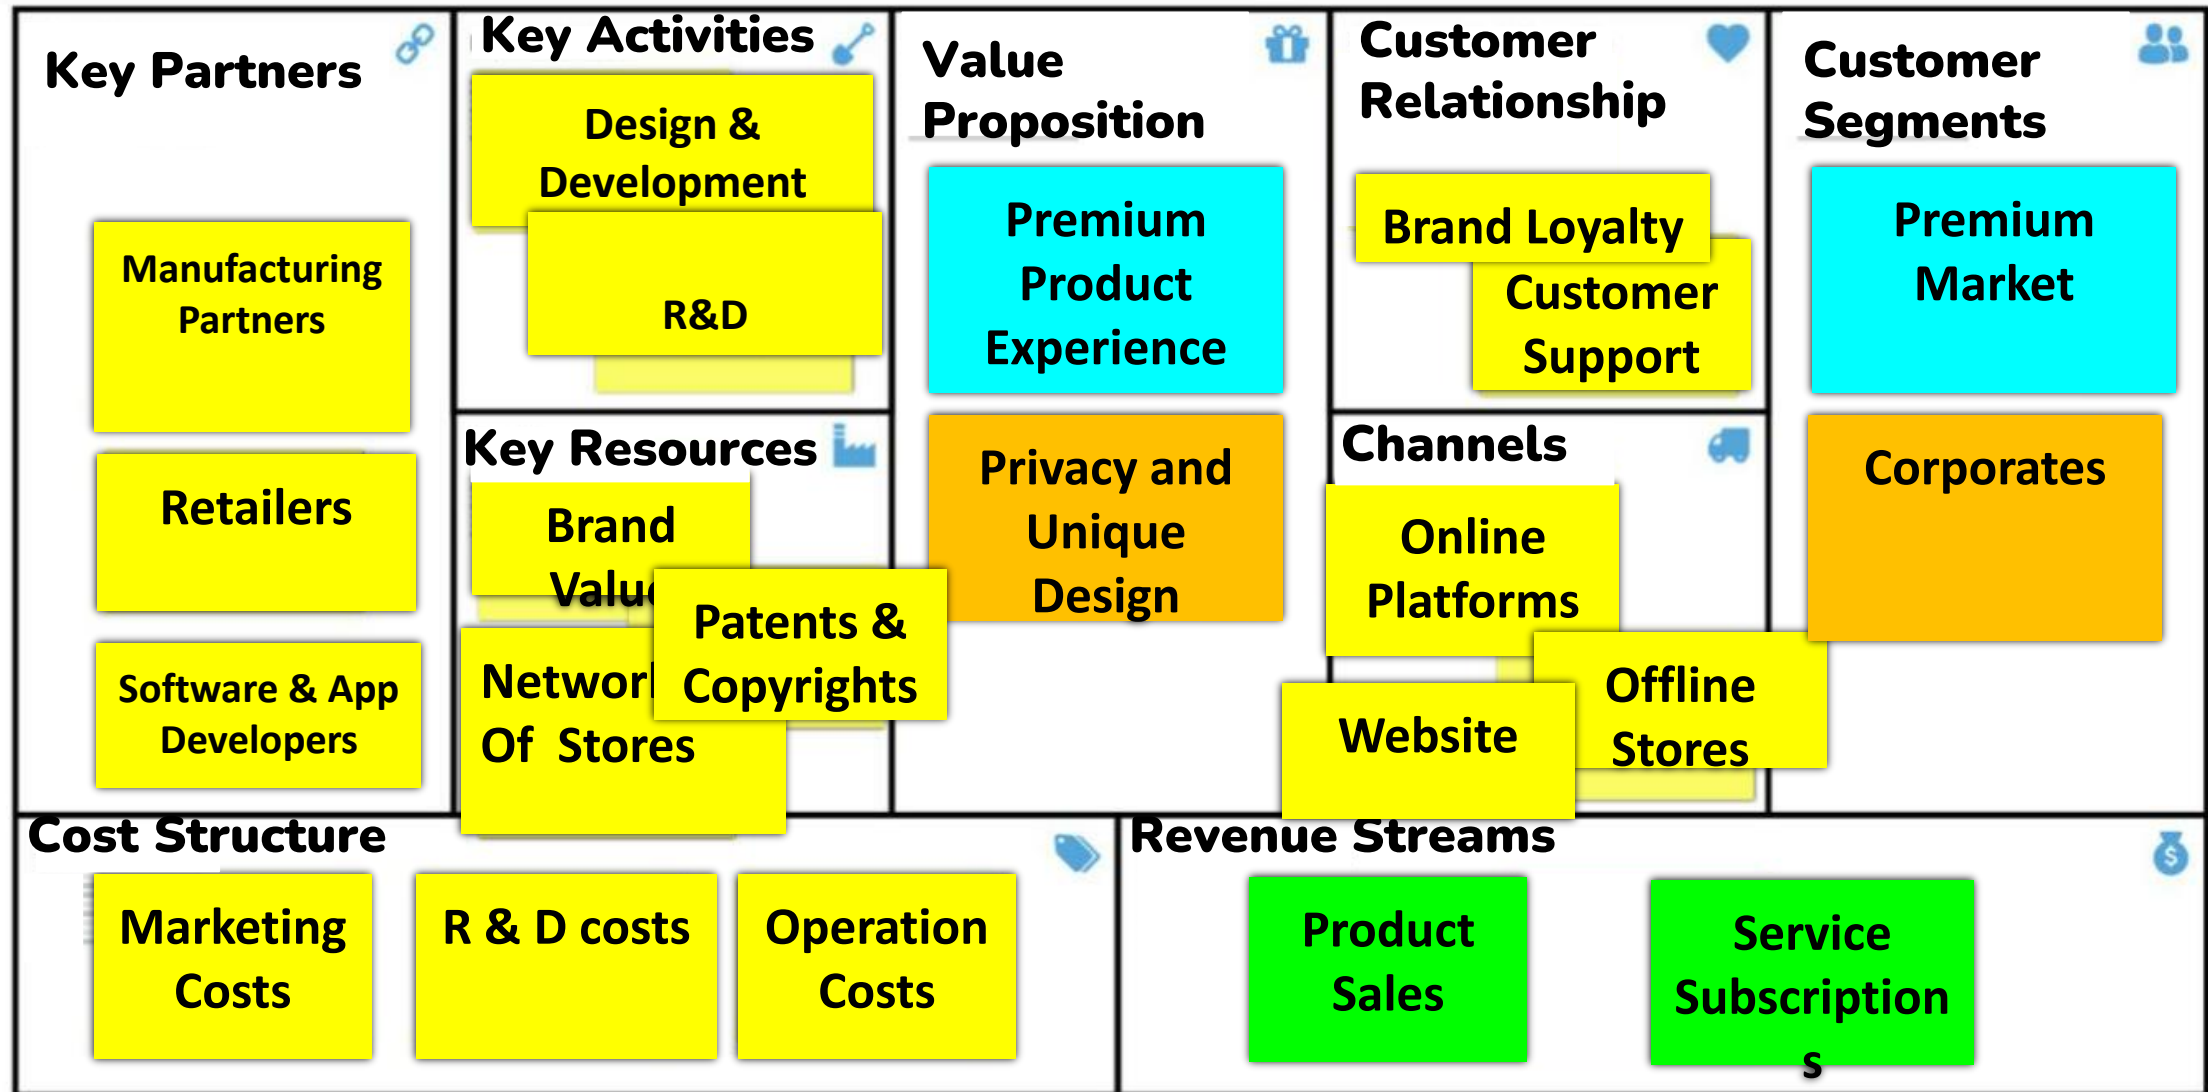 Key Partners
Manufacturing
Partners
Retailers
Software & App
Developers
Key Activities
Design &
Development
R&D
Key Resources
Brand
Value
Network
Of Stores
Patents &
Copyrights
Value
Proposition
Premium
Product
Experience
Privacy and
Unique
Design
Customer
Relationship
Brand Loyalty
Customer
Support
Channels
Online
Platforms
Offline
Stores
Website
Customer
Segments
Premium
Market
Corporates
Cost Structure
Marketing
Costs
R & D costs
Operation
Costs
Revenue Streams
Product
Sales
Service
Subscription
s